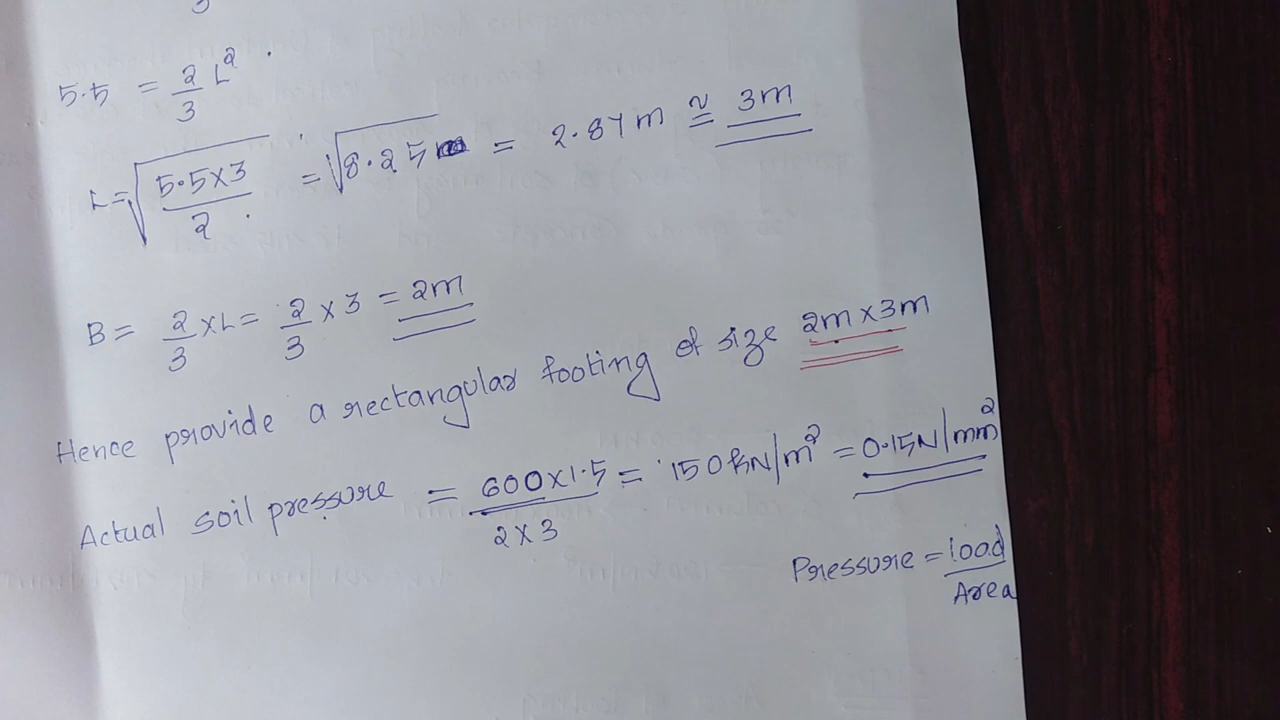 3
5.5 = 2/3 L²
L = √(5.5×3/2) = √8.25 = 2.87m ≅ 3m
B = 2/3 × L = 2/3 × 3 = 2m
Hence provide a rectangular footing of size 2m × 3m
Actual soil pressure = 600×1.5 / 2×3 = 150 kN/m² = 0.15N/mm²
Pressure = load/Area